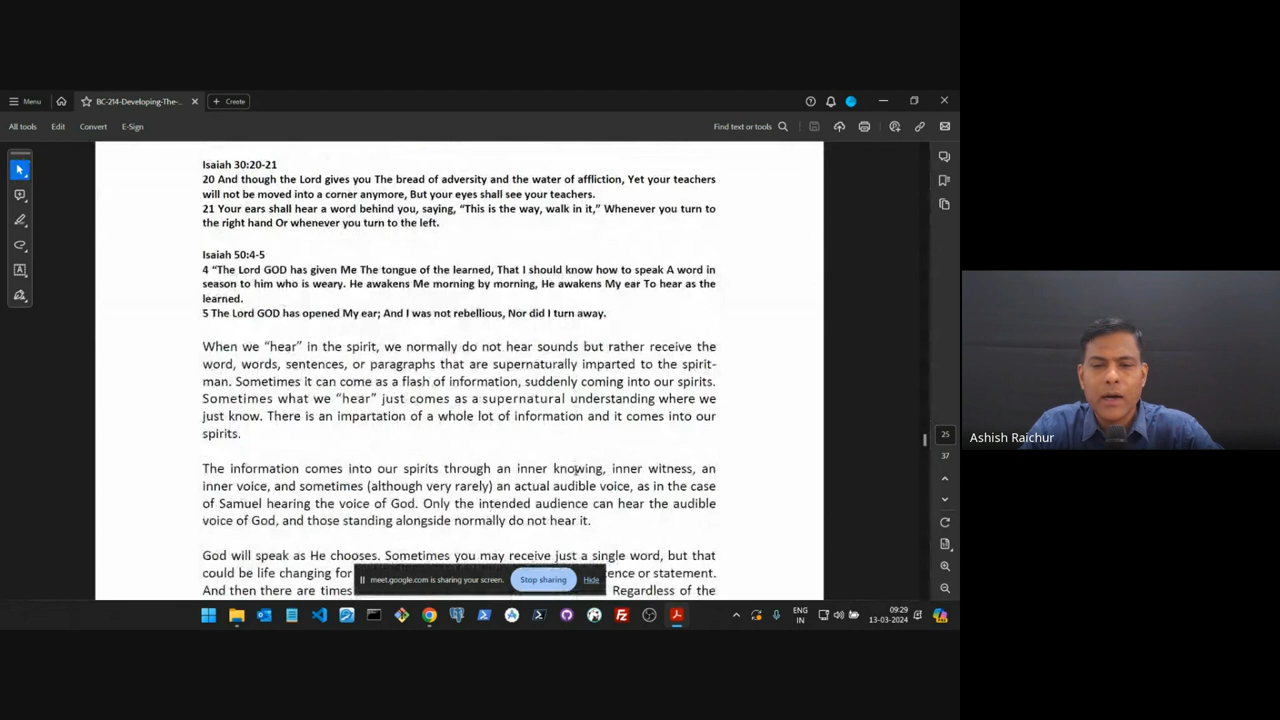 Menu
BC-214-Developing-The-...
Create
All tools
Edit
Convert
E-Sign
Find text or tools
Isaiah 30:20-21
20 And though the Lord gives you The bread of adversity and the water of affliction, Yet your teachers
will not be moved into a corner anymore, But your eyes shall see your teachers.
21 Your ears shall hear a word behind you, saying, “This is the way, walk in it,” Whenever you turn to
the right hand Or whenever you turn to the left.
Isaiah 50:4-5
4 “The Lord GOD has given Me The tongue of the learned, That I should know how to speak A word in
season to him who is weary. He awakens Me morning by morning, He awakens My ear To hear as the
learned.
5 The Lord GOD has opened My ear; And I was not rebellious, Nor did I turn away.
When we “hear” in the spirit, we normally do not hear sounds but rather receive the
word, words, sentences, or paragraphs that are supernaturally imparted to the spirit-
man. Sometimes it can come as a flash of information, suddenly coming into our spirits.
Sometimes what we “hear” just comes as a supernatural understanding where we
just know. There is an impartation of a whole lot of information and it comes into our
spirits.
The information comes into our spirits through an inner knowing, inner witness, an
inner voice, and sometimes (although very rarely) an actual audible voice, as in the case
of Samuel hearing the voice of God. Only the intended audience can hear the audible
voice of God, and those standing alongside normally do not hear it.
God will speak as He chooses. Sometimes you may receive just a single word, but that
could be life changing for ence or statement.
And then there are times Regardless of the
meet.google.com is sharing your screen.
Stop sharing
Hide
25
37
ENG
IN
09:29
13-03-2024
Ashish Raichur